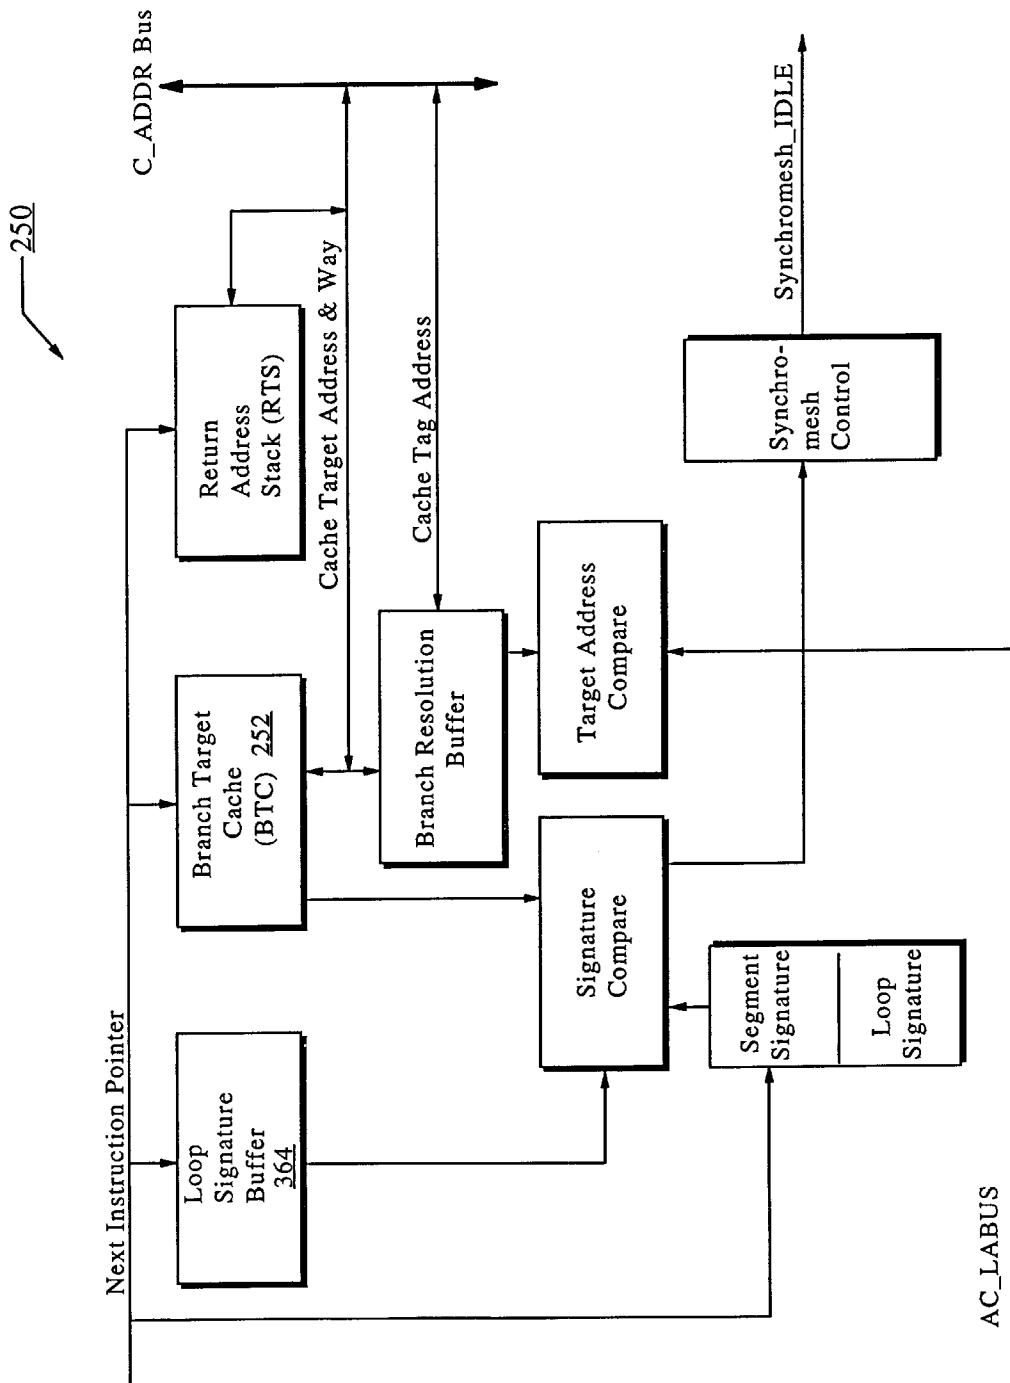 250
C_ADDR Bus
Next Instruction Pointer
Loop
Signature
Buffer
364
Branch Target
Cache
(BTC) 252
Return
Address
Stack (RTS)
Cache Target Address & Way
Cache Tag Address
Branch Resolution
Buffer
Signature
Compare
Target Address
Compare
Segment
Signature
Loop
Signature
Synchro-
mesh
Control
Synchromesh_IDLE
AC_LABUS